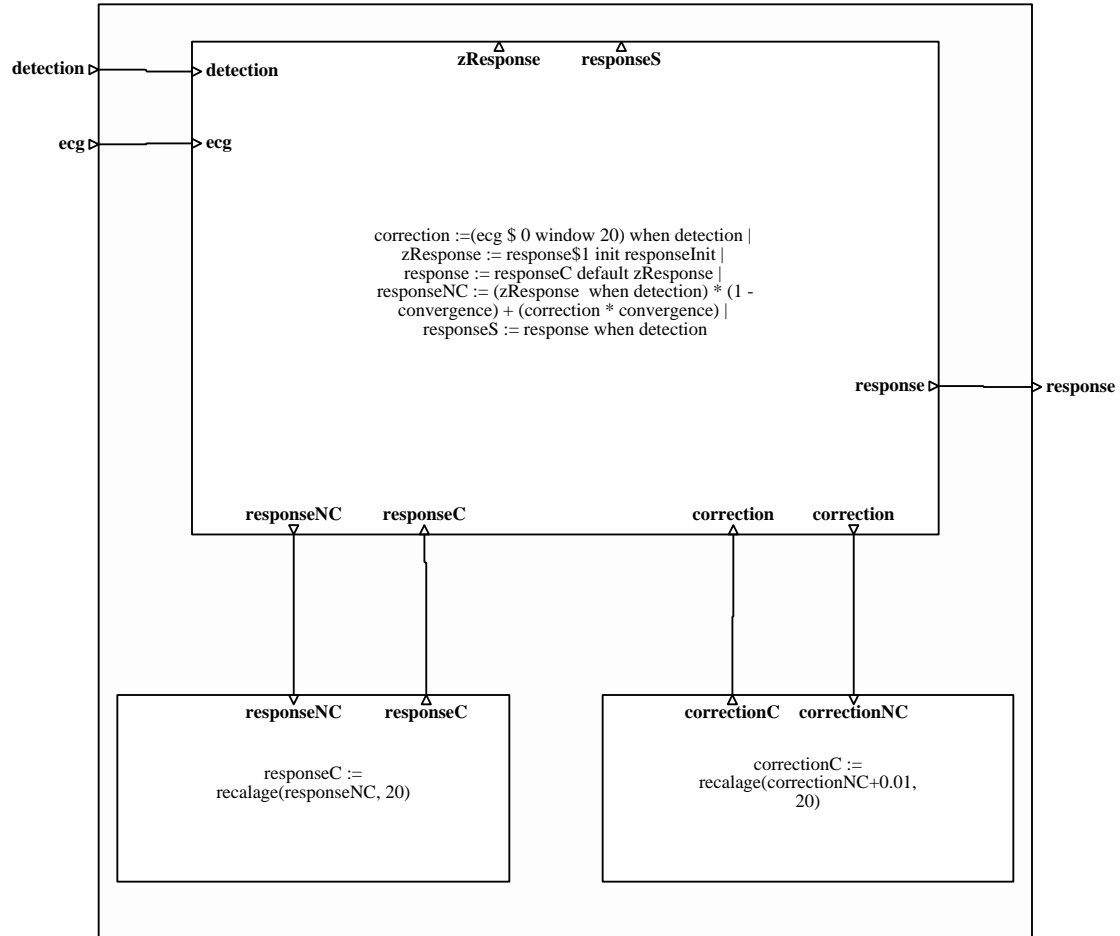 zResponse
responseS
detection
detection
ecg
ecg
correction :=(ecg $ 0 window 20) when detection |
zResponse := response$1 init responseInit |
response := responseC default zResponse |
responseNC := (zResponse when detection) * (1 -
convergence) + (correction * convergence) |
responseS := response when detection
response
response
responseNC
responseC
correction
correction
responseNC
responseC
correctionC
correctionNC
responseC :=
recalage(responseNC, 20)
correctionC :=
recalage(correctionNC+0.01,
20)